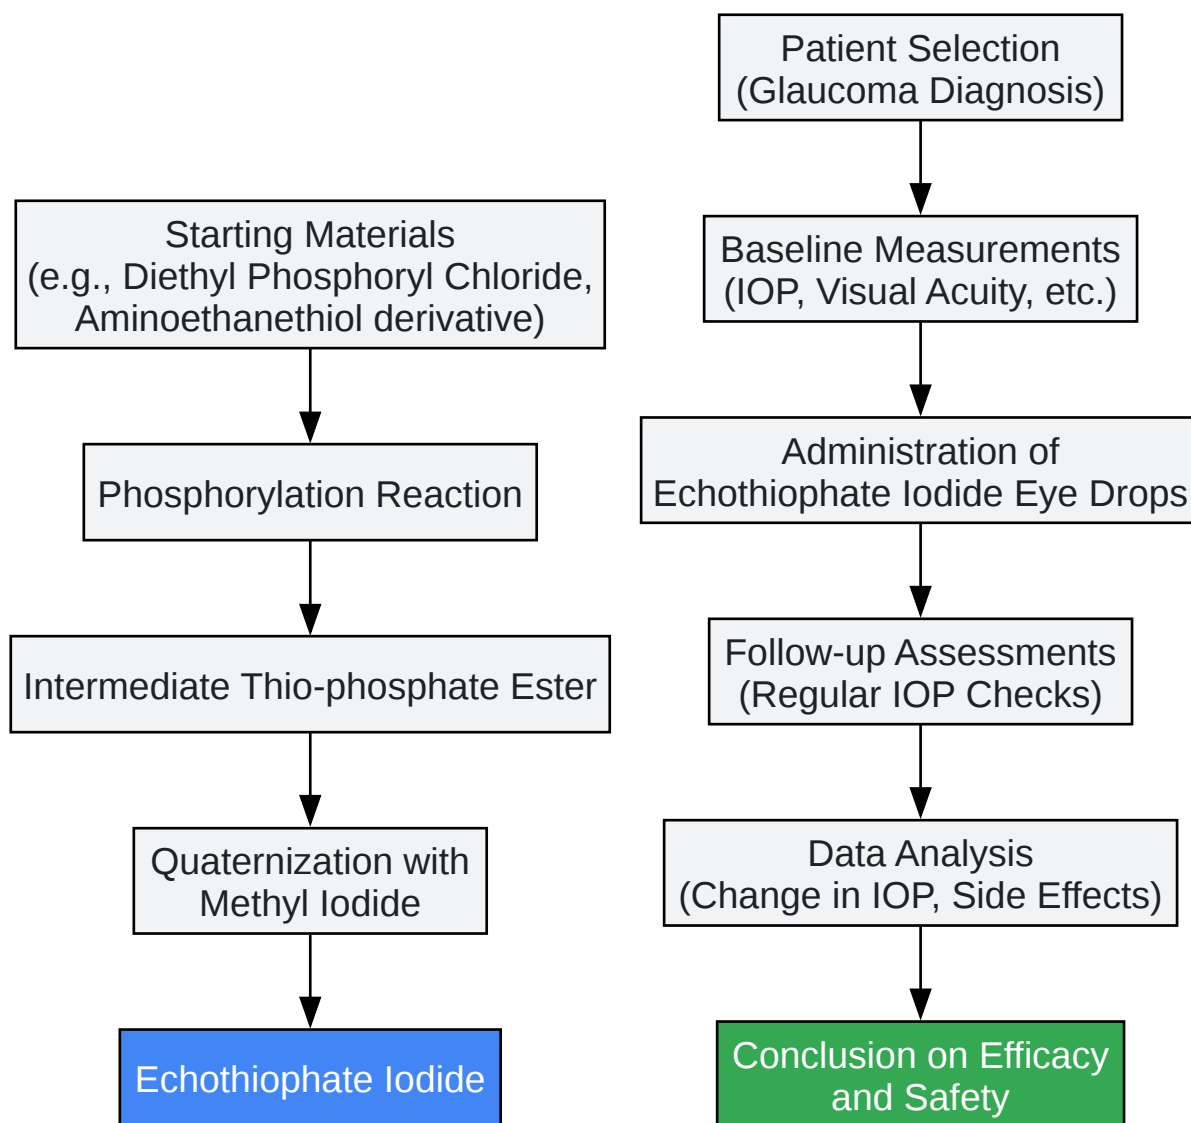 Starting Materials
(e.g., Diethyl Phosphoryl Chloride,
Aminoethanethiol derivative)
Phosphorylation Reaction
Intermediate Thio-phosphate Ester
Quaternization with
Methyl Iodide
Echothiophate Iodide
Patient Selection
(Glaucoma Diagnosis)
Baseline Measurements
(IOP, Visual Acuity, etc.)
Administration of
Echothiophate Iodide Eye Drops
Follow-up Assessments
(Regular IOP Checks)
Data Analysis
(Change in IOP, Side Effects)
Conclusion on Efficacy
and Safety